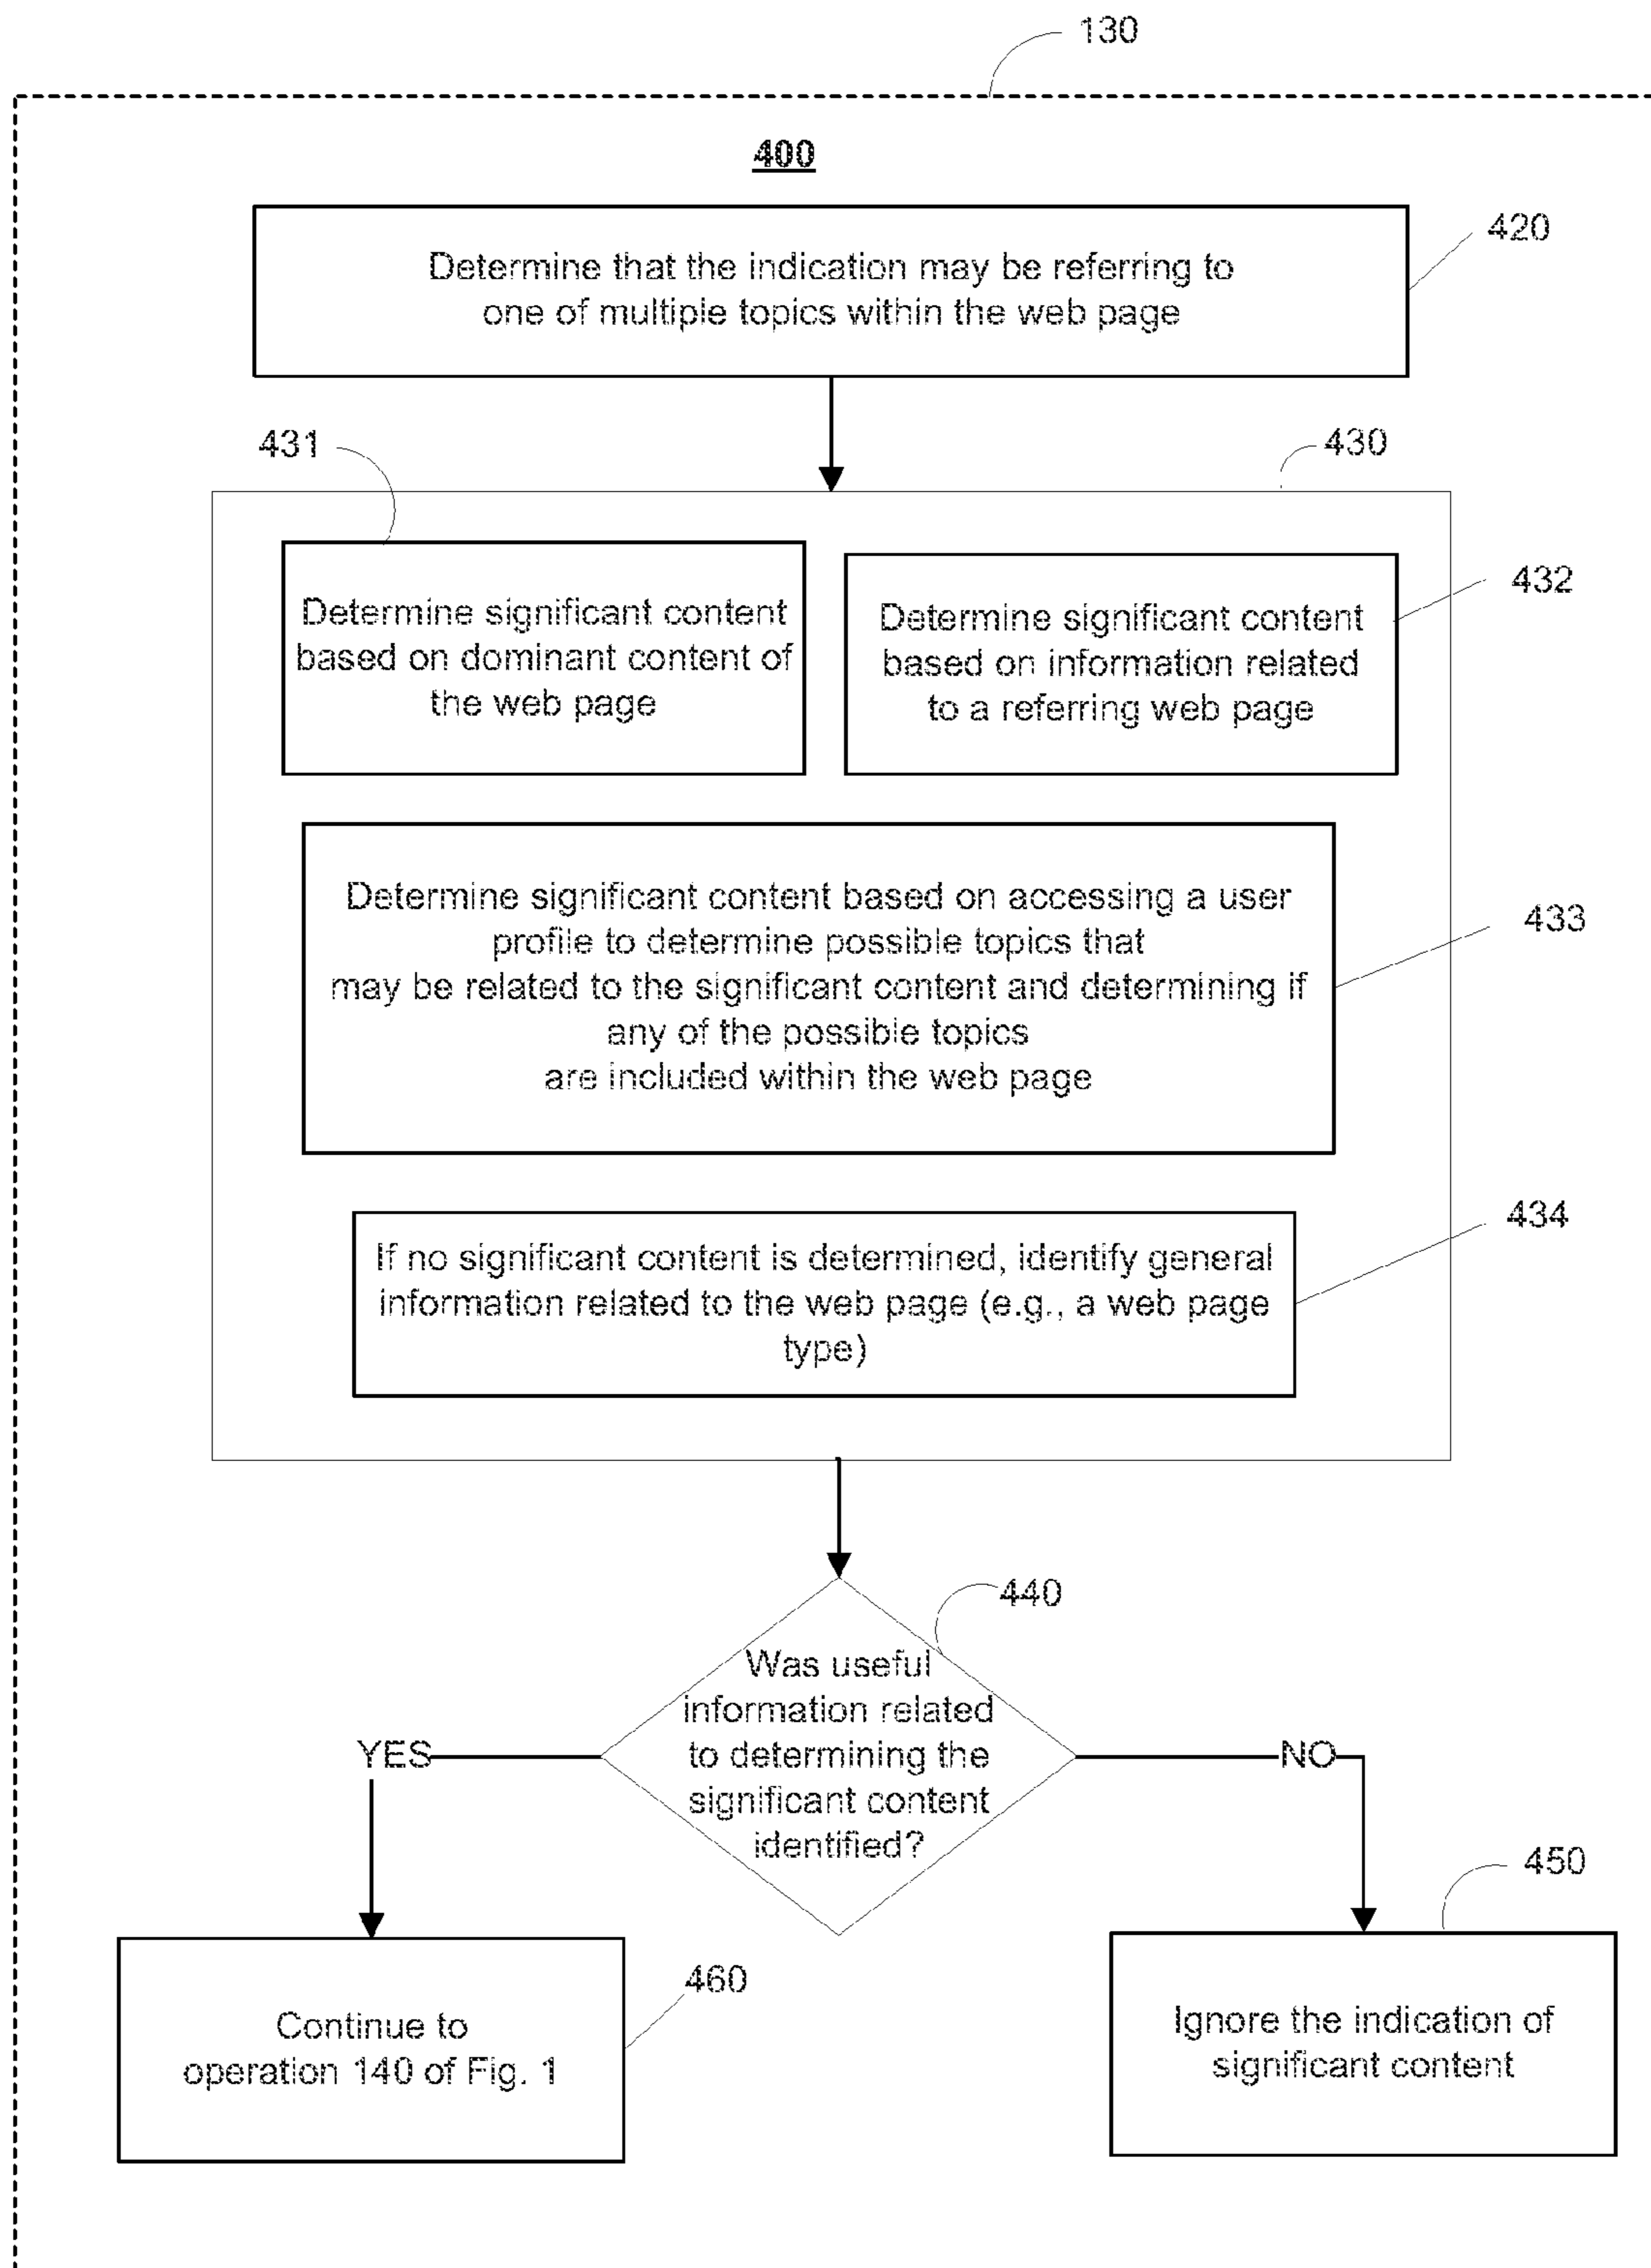 130
400
420
Determine that the indication may be referring to
one of multiple topics within the web page
431
430
Determine significant content
based on dominant content of
the web page
432
Determine significant content
based on information related
to a referring web page
433
Determine significant content based on accessing a user
profile to determine possible topics that
may be related to the significant content and determining if
any of the possible topics
are included within the web page
434
If no significant content is determined, identify general
information related to the web page (e.g., a web page
type)
440
Was useful
information related
to determining the
significant content
identified?
YES
NO
450
460
Continue to
operation 140 of Fig. 1
Ignore the indication of
significant content